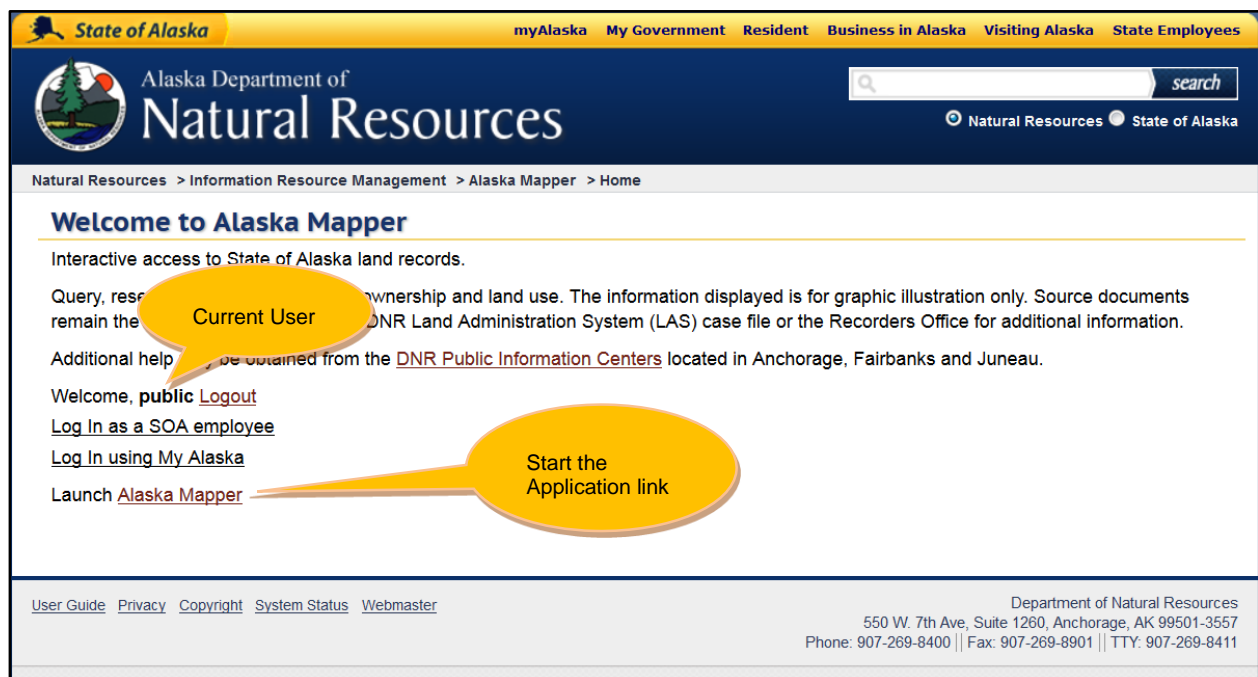 State of Alaska
myAlaska My Government Resident Business in Alaska Visiting Alaska State Employees
Alaska Department of
Natural Resources
search
Natural Resources State of Alaska
Natural Resources > Information Resource Management > Alaska Mapper > Home
Welcome to Alaska Mapper
Interactive access to State of Alaska land records.
Query, ownership and land use. The information displayed is for graphic illustration only. Source documents
remain the DNR Land Administration System (LAS) case file or the Recorders Office for additional information.
Current User
Additional help may be obtained from the DNR Public Information Centers located in Anchorage, Fairbanks and Juneau.
Welcome, public Logout
Log In as a SOA employee
Log In using My Alaska
Start the
Application link
Launch Alaska Mapper
User Guide Privacy Copyright System Status Webmaster
Department of Natural Resources
550 W. 7th Ave, Suite 1260, Anchorage, AK 99501-3557
Phone: 907-269-8400 || Fax: 907-269-8901 || TTY: 907-269-8411